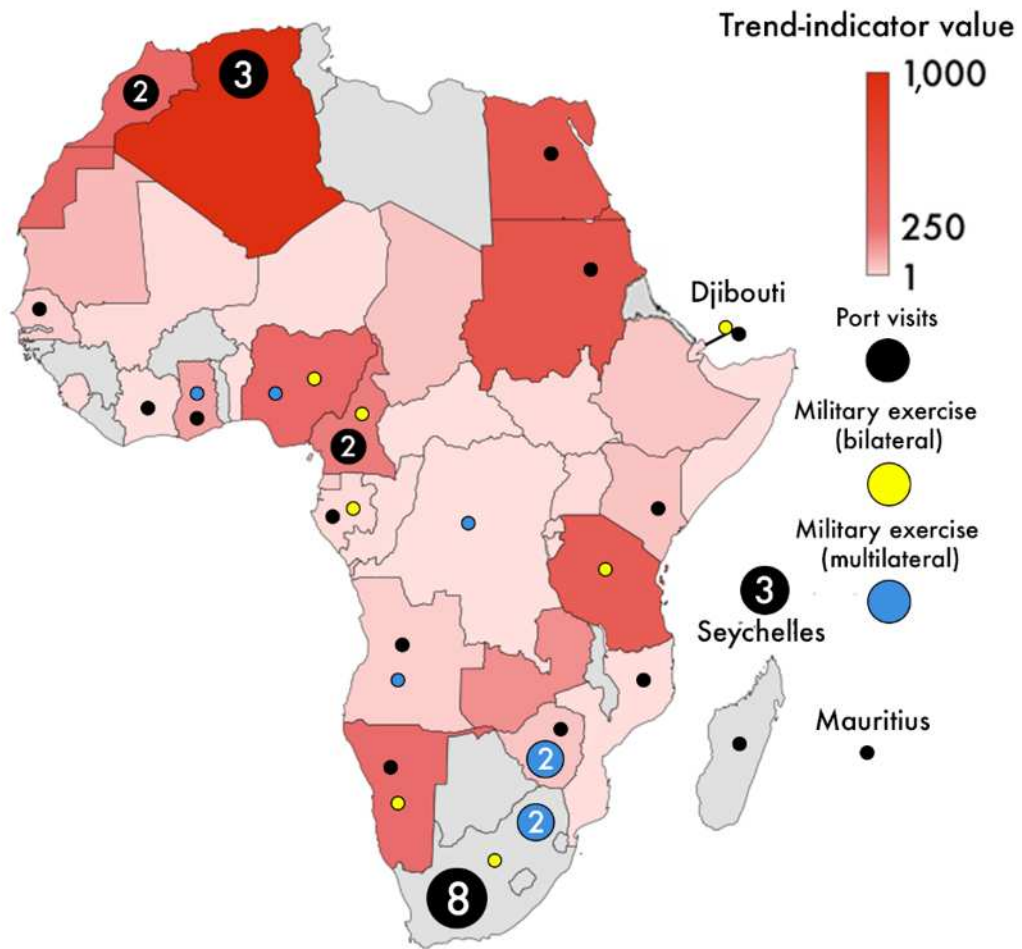 Trend-indicator value
1,000
250
1
2
3
Djibouti
Port visits
Military exercise
(bilateral)
Military exercise
(multilateral)
2
3
Seychelles
Mauritius
2
2
8